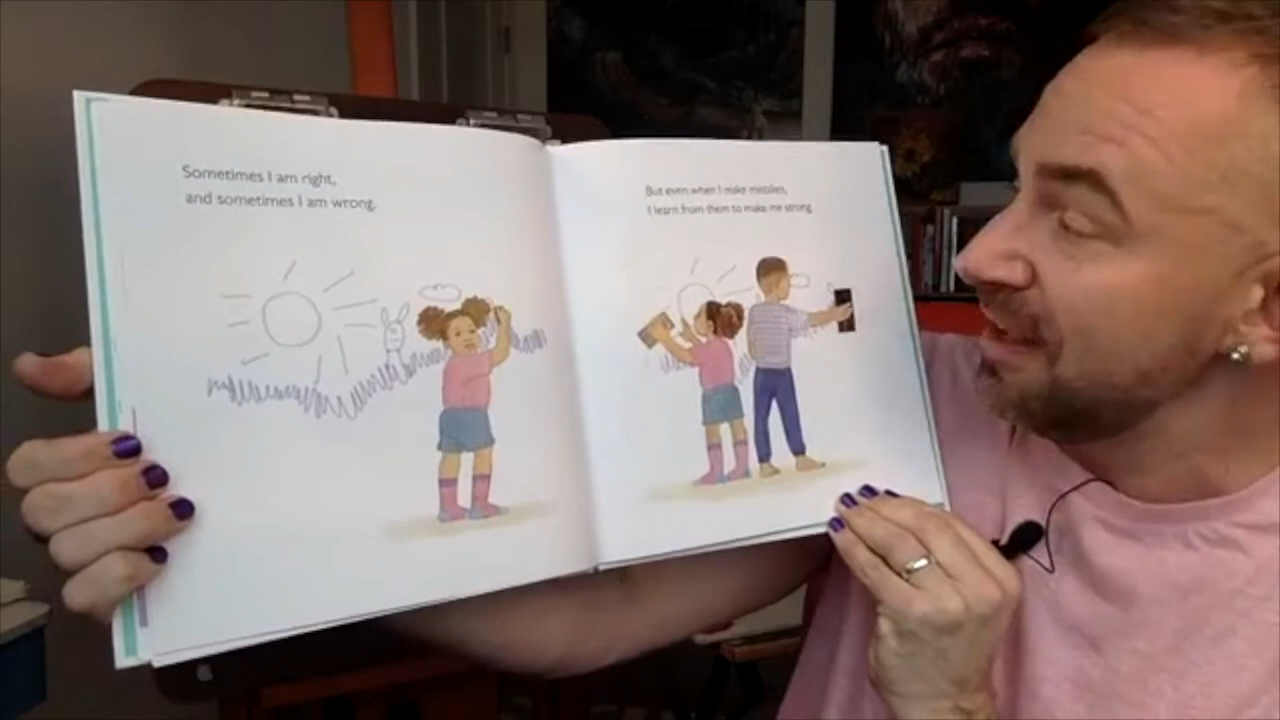 Sometimes I am right,
and sometimes I am wrong.
But even when I make mistakes,
I learn from them to make me strong.